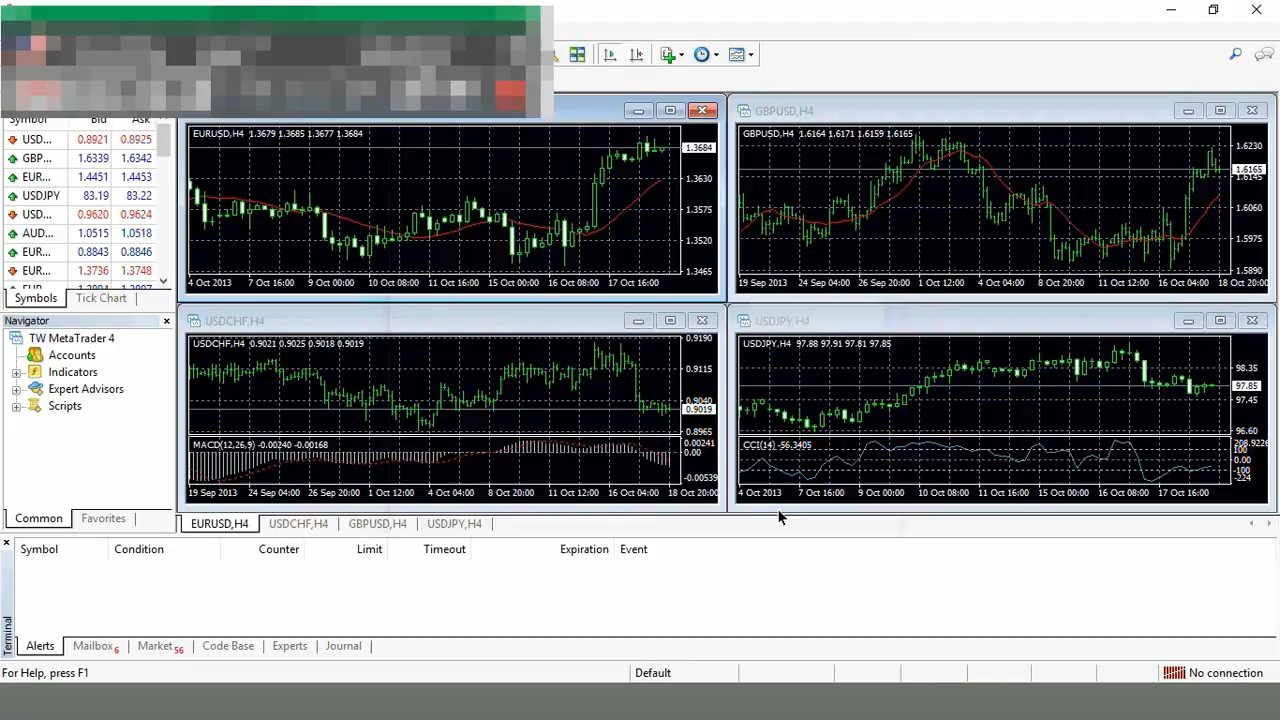 Symbol Bid Ask
USD... 0.8921 0.8925
GBP... 1.6339 1.6342
EUR... 1.4451 1.4453
USDJPY 83.19 83.22
USD... 0.9620 0.9624
AUD... 1.0515 1.0518
EUR... 0.8843 0.8846
EUR... 1.3736 1.3748
Symbols Tick Chart
Navigator
TW MetaTrader 4
Accounts
Indicators
Expert Advisors
Scripts
Common Favorites
EURUSD,H4 1.3679 1.3685 1.3677 1.3684
1.3684
1.3630
1.3575
1.3520
1.3465
4 Oct 2013 7 Oct 16:00 9 Oct 00:00 10 Oct 08:00 11 Oct 16:00 15 Oct 00:00 16 Oct 08:00 17 Oct 16:00
GBPUSD,H4
GBPUSD,H4 1.6164 1.6171 1.6159 1.6165
1.6230
1.6165
1.6145
1.6060
1.5975
1.5890
19 Sep 2013 24 Sep 04:00 26 Sep 20:00 1 Oct 12:00 4 Oct 04:00 8 Oct 20:00 11 Oct 12:00 16 Oct 04:00 18 Oct 20:00
USDCHF,H4
USDCHF,H4 0.9021 0.9025 0.9018 0.9019
0.9190
0.9115
0.9040
0.9019
0.8965
MACD(12,26,9) -0.00240 -0.00168
0.00241
0.00
-0.00539
19 Sep 2013 24 Sep 04:00 26 Sep 20:00 1 Oct 12:00 4 Oct 04:00 8 Oct 20:00 11 Oct 12:00 16 Oct 04:00 18 Oct 20:00
USDJPY,H4
USDJPY,H4 97.88 97.91 97.81 97.85
98.35
97.85
97.45
96.60
CCI(14) -56.3405
208.9226
100
0.00
-100
-224
4 Oct 2013 7 Oct 16:00 9 Oct 00:00 10 Oct 08:00 11 Oct 16:00 15 Oct 00:00 16 Oct 08:00 17 Oct 16:00
EURUSD,H4 USDCHF,H4 GBPUSD,H4 USDJPY,H4
Symbol Condition Counter Limit Timeout Expiration Event
Terminal
Alerts Mailbox 6 Market 56 Code Base Experts Journal
For Help, press F1 Default No connection